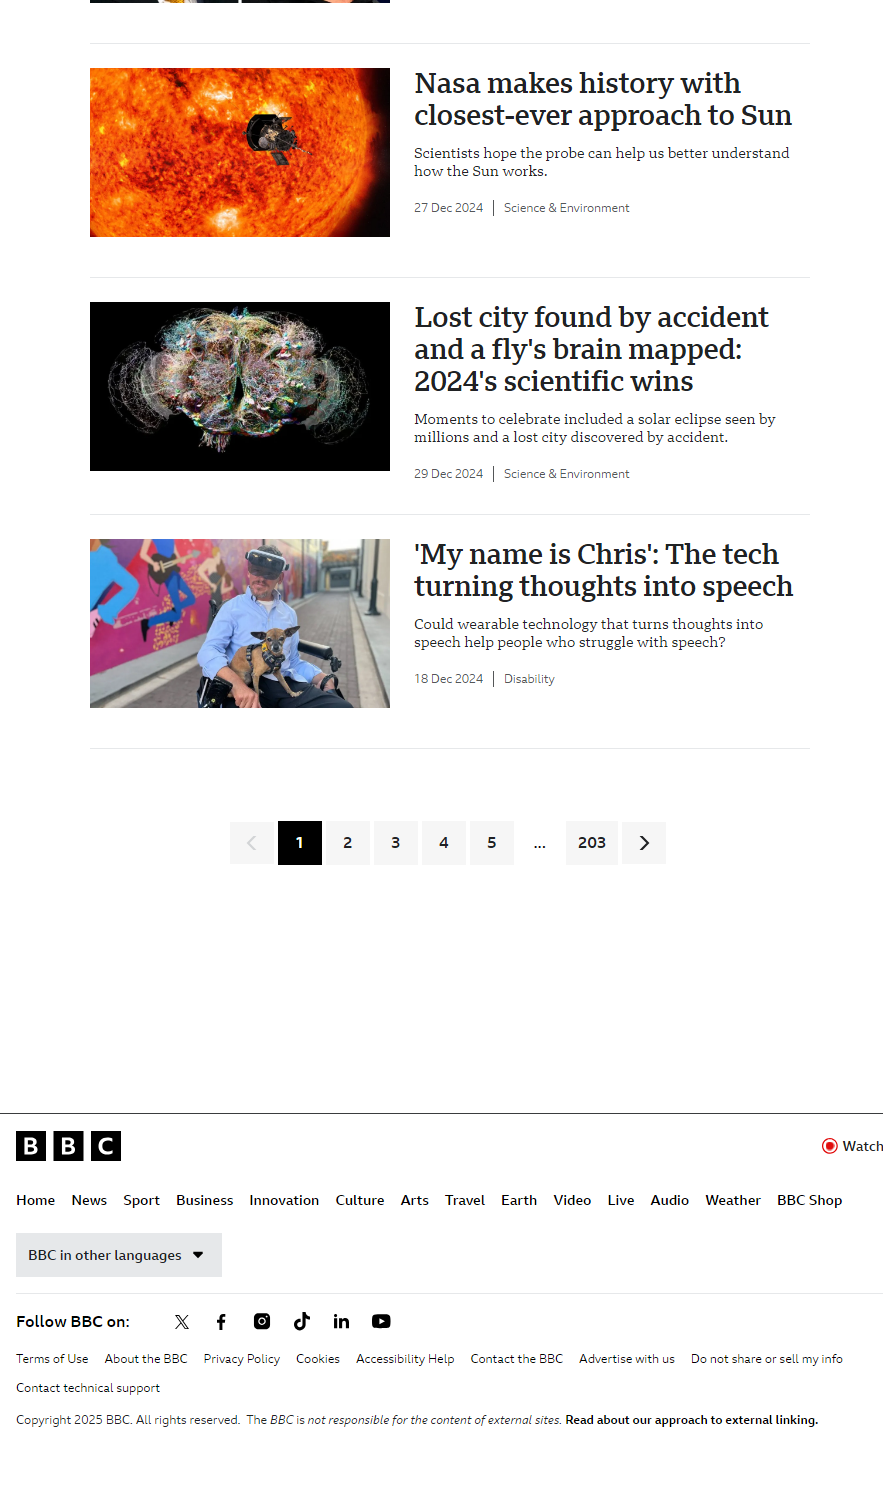 Nasa makes history with
closest-ever approach to Sun
Scientists hope the probe can help us better understand
how the Sun works.
27 Dec 2024 | Science & Environment
Lost city found by accident
and a fly's brain mapped:
2024's scientific wins
Moments to celebrate included a solar eclipse seen by
millions and a lost city discovered by accident.
29 Dec 2024 | Science & Environment
'My name is Chris': The tech
turning thoughts into speech
Could wearable technology that turns thoughts into
speech help people who struggle with speech?
18 Dec 2024 | Disability
1 2 3 4 5 ... 203
BBC Watch
Home News Sport Business Innovation Culture Arts Travel Earth Video Live Audio Weather BBC Shop
BBC in other languages
Follow BBC on:
Terms of Use About the BBC Privacy Policy Cookies Accessibility Help Contact the BBC Advertise with us Do not share or sell my info
Contact technical support
Copyright 2025 BBC. All rights reserved. The BBC is not responsible for the content of external sites. Read about our approach to external linking.